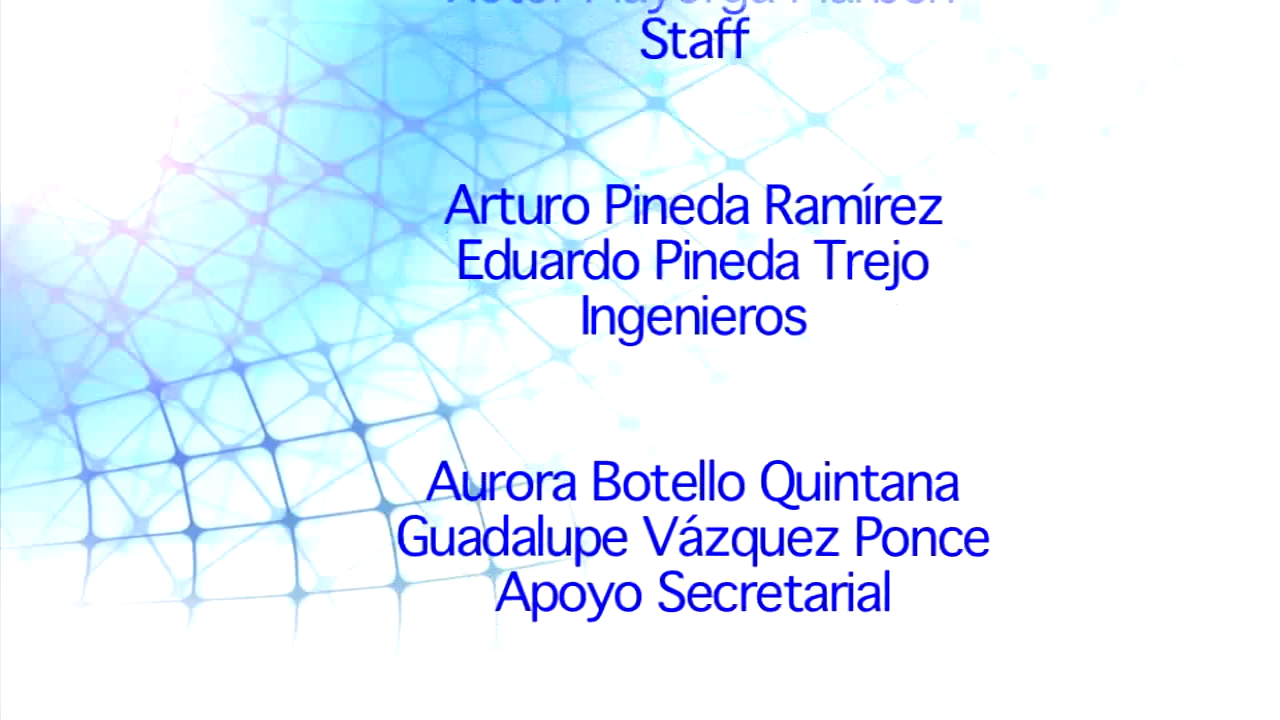 Staff
Arturo Pineda Ramírez
Eduardo Pineda Trejo
Ingenieros
Aurora Botello Quintana
Guadalupe Vázquez Ponce
Apoyo Secretarial